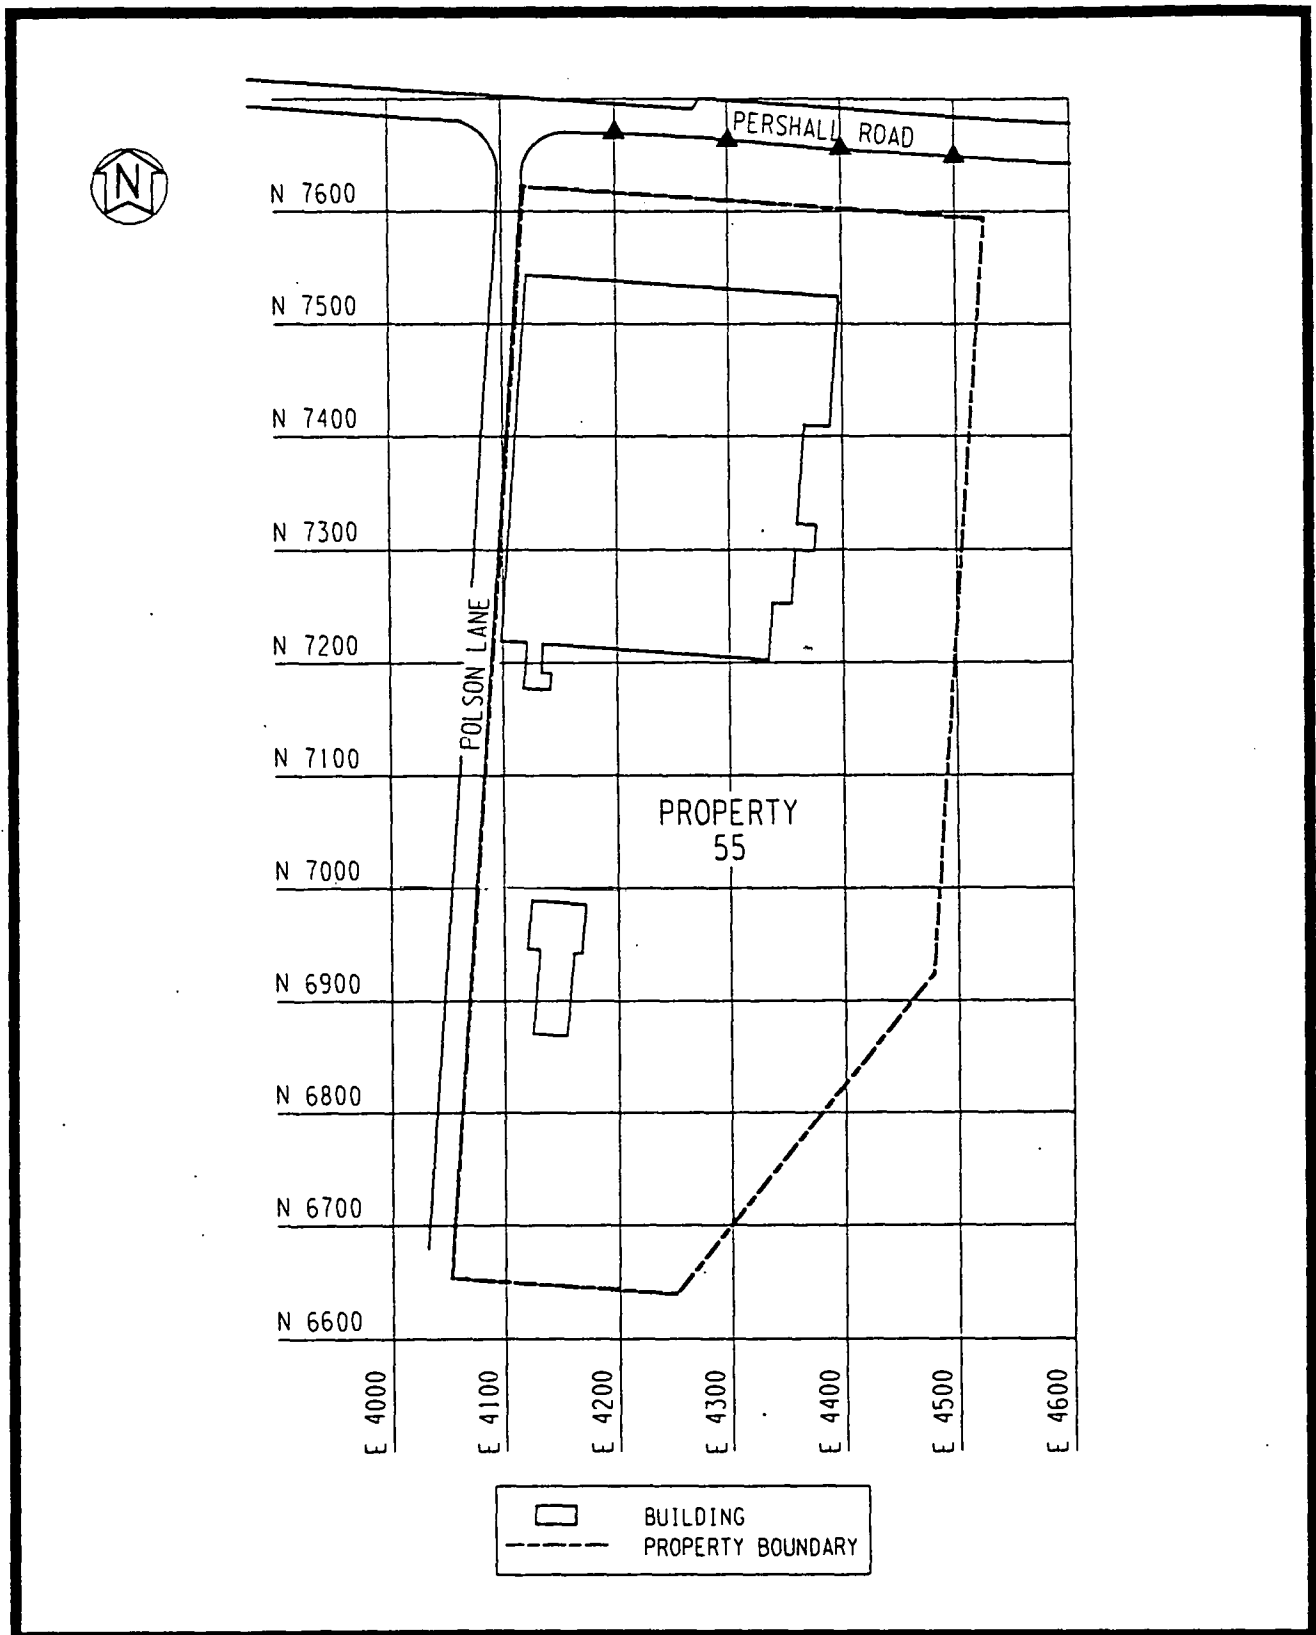 PERSHALL ROAD
N
N 7600
N 7500
N 7400
N 7300
POLSON LANE
N 7200
N 7100
PROPERTY
55
N 7000
N 6900
N 6800
N 6700
N 6600
E 4000
E 4100
E 4200
E 4300
E 4400
E 4500
E 4600
BUILDING
PROPERTY BOUNDARY